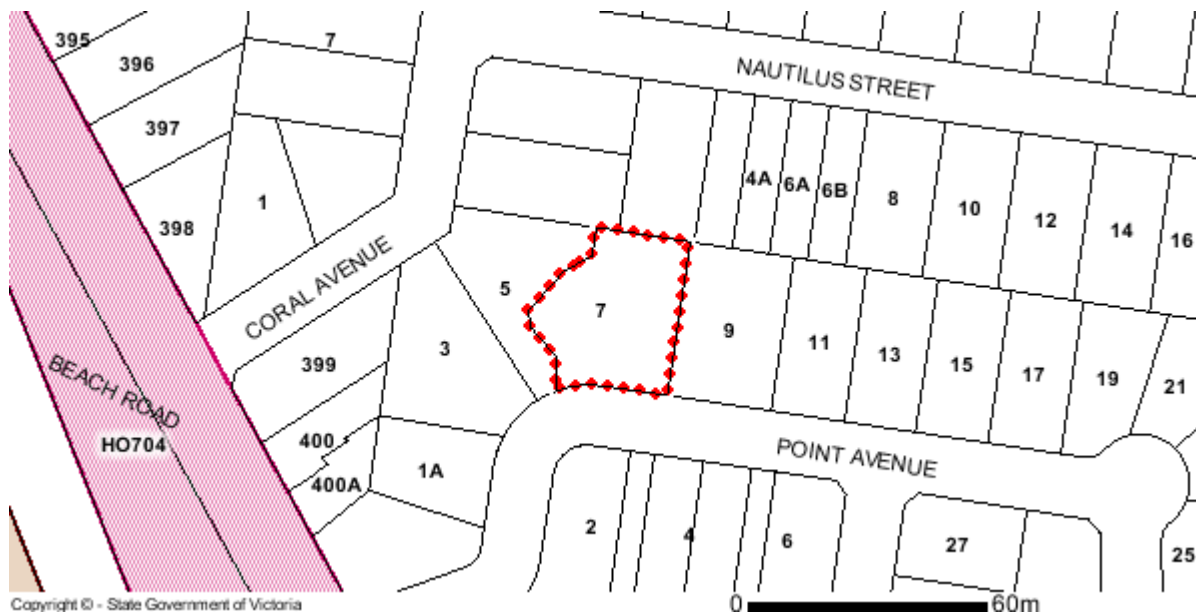 395
7
396
NAUTILUS STREET
397
4A
6A
6B
8
10
12
14
16
1
398
CORAL AVENUE
5
7
9
3
11
13
15
17
19
21
399
BEACH ROAD
HO704
400
400A
1A
POINT AVENUE
2
4
6
27
25
Copyright © - State Government of Victoria
0
60m